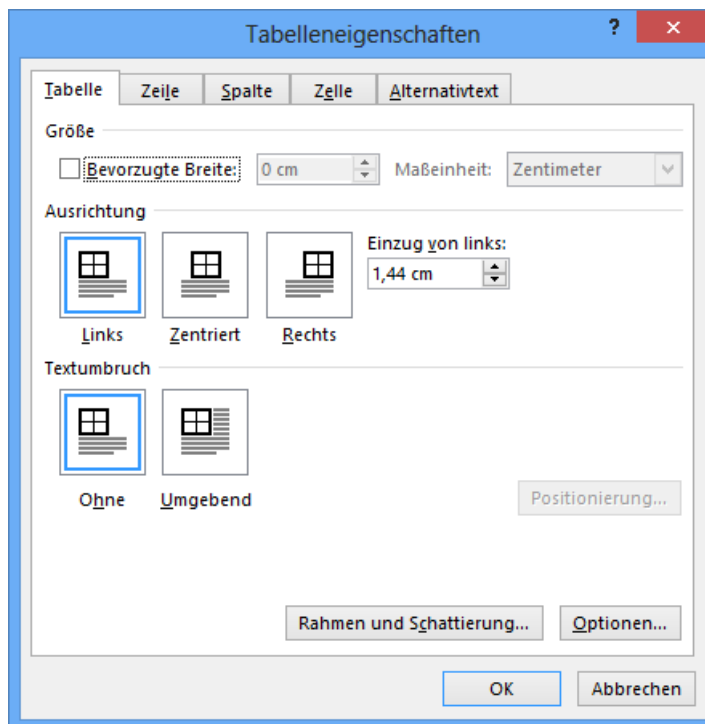 Tabelleneigenschaften ? ×
Tabelle Zeile Spalte Zelle Alternativtext
Größe
Bevorzugte Breite: 0 cm Maßeinheit: Zentimeter
Ausrichtung
Einzug von links:
1,44 cm
Links Zentriert Rechts
Textumbruch
Ohne Umgebend
Positionierung...
Rahmen und Schattierung... Optionen...
OK Abbrechen